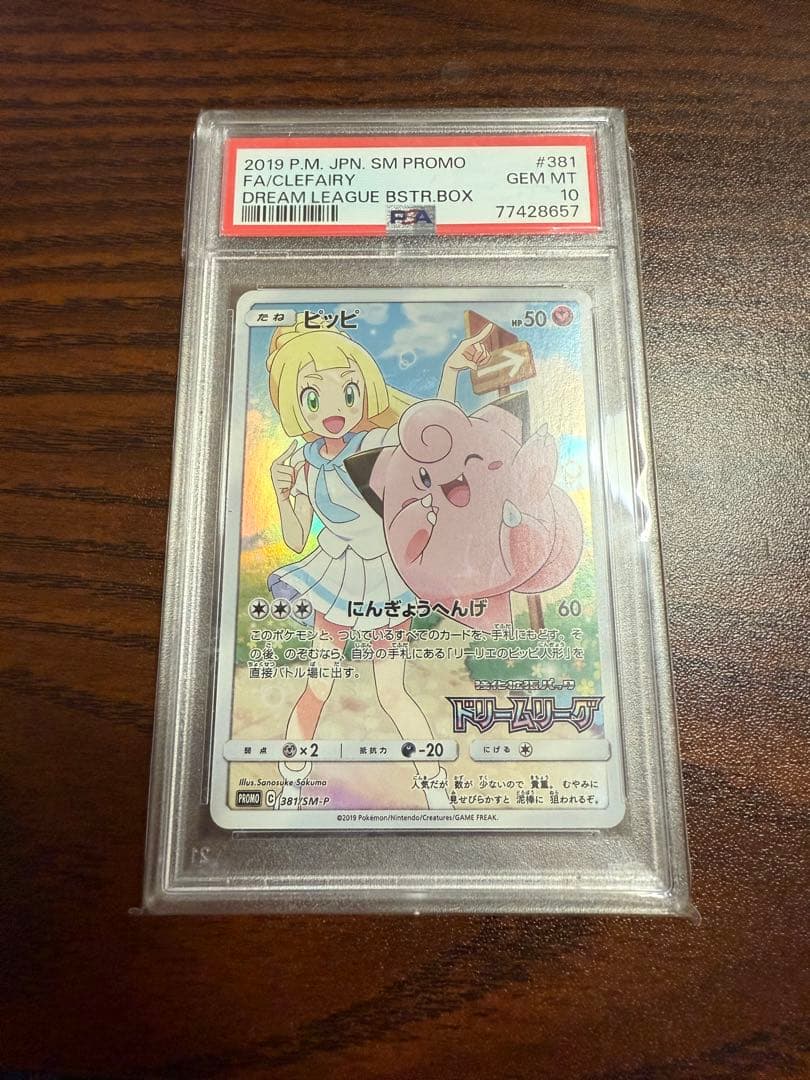 2019 P.M. JPN. SM PROMO #381
FA/CLEFAIRY GEM MT
DREAM LEAGUE BSTR.BOX 10
PSA 77428657
たね ピッピ HP50
にんぎょうへんげ 60
このポケモンと、ついているすべてのカードを、手札にもどす。そ
の後、のぞむなら、自分の手札にある「リーリエのピッピ人形」を
直接バトル場に出す。
強化拡張パック
ドリームリーグ
弱点 ×2 抵抗力 -20 にげる
Illus.Sanosuke Sakuma
人気だが 数が 少ないので 貴重。むやみに
見せびらかすと 泥棒に 狙われるぞ。
PROMO C 381/SM-P
©2019 Pokémon/Nintendo/Creatures/GAME FREAK.